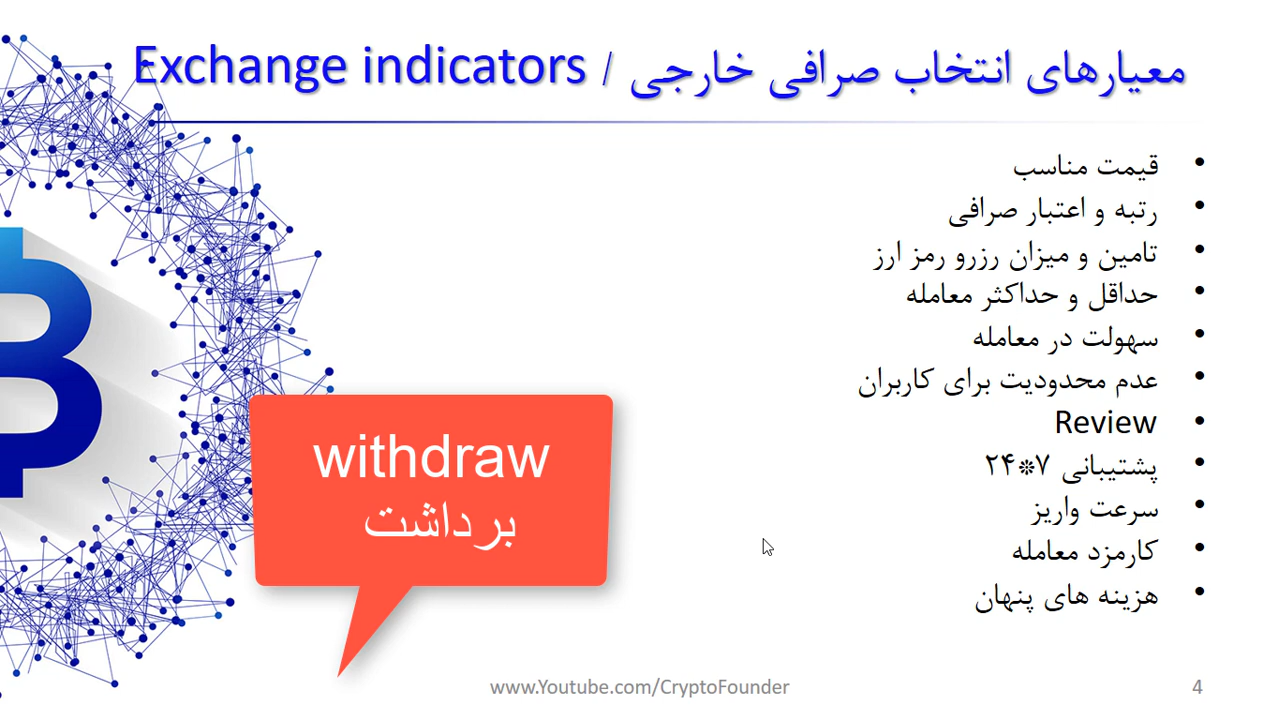 معیارهای انتخاب صرافی خارجی / Exchange indicators
• قیمت مناسب
• رتبه و اعتبار صرافی
• تامین و میزان رزرو رمز ارز
• حداقل و حداکثر معامله
• سهولت در معامله
• عدم محدودیت برای کاربران
• Review
• پشتیبانی ۷*۲۴
• سرعت واریز
• کارمزد معامله
• هزینه های پنهان
withdraw
برداشت
www.Youtube.com/CryptoFounder
4